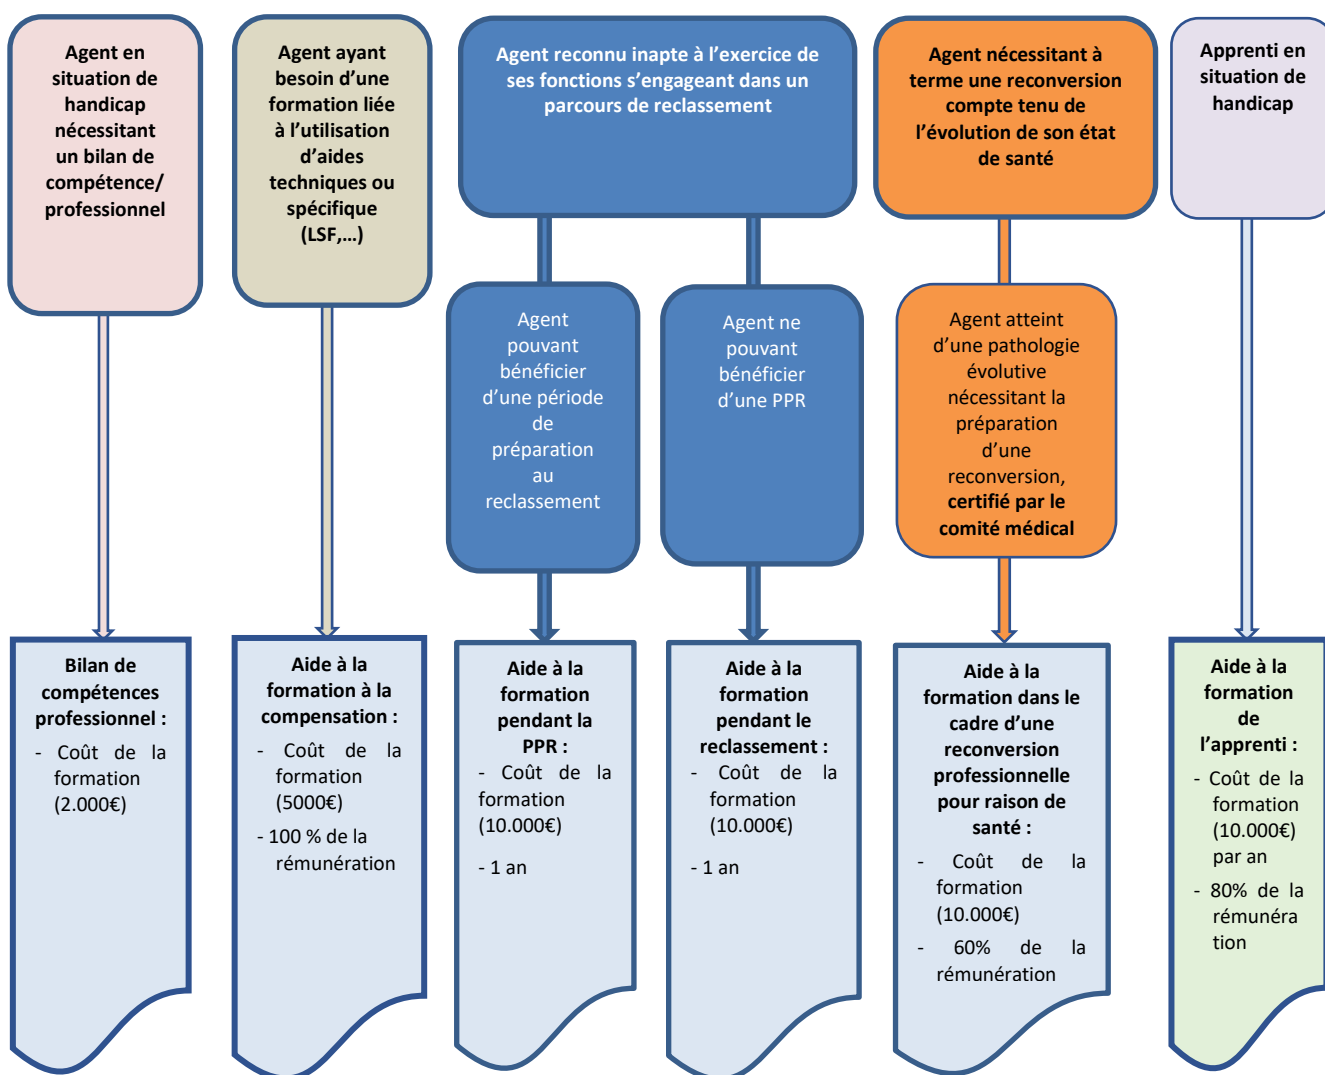 Agent en
situation de
handicap
nécessitant
un bilan de
compétence/
professionnel
Agent ayant
besoin d’une
formation liée
à l’utilisation
d’aides
techniques ou
spécifique
(LSF,…)
Agent reconnu inapte à l’exercice de
ses fonctions s’engageant dans un
parcours de reclassement
Agent nécessitant à
terme une reconversion
compte tenu de
l’évolution de son état
de santé
Apprenti en
situation de
handicap
Agent
pouvant
bénéficier
d’une période
de
préparation
au
reclassement
Agent ne
pouvant
bénéficier
d’une PPR
Agent atteint
d’une pathologie
évolutive
nécessitant la
préparation
d’une
reconversion,
certifié par le
comité médical
Bilan de
compétences
professionnel :
- Coût de la
formation
(2.000€)
Aide à la
formation à la
compensation :
- Coût de la
formation
(5000€)
- 100 % de la
rémunération
Aide à la
formation
pendant la
PPR :
- Coût de la
formation
(10.000€)
- 1 an
Aide à la
formation
pendant le
reclassement :
- Coût de la
formation
(10.000€)
- 1 an
Aide à la
formation dans le
cadre d’une
reconversion
professionnelle
pour raison de
santé :
- Coût de la
formation
(10.000€)
- 60% de la
rémunération
Aide à la
formation
de
l’apprenti :
- Coût de la
formation
(10.000€)
par an
- 80% de la
rémunéra
tion